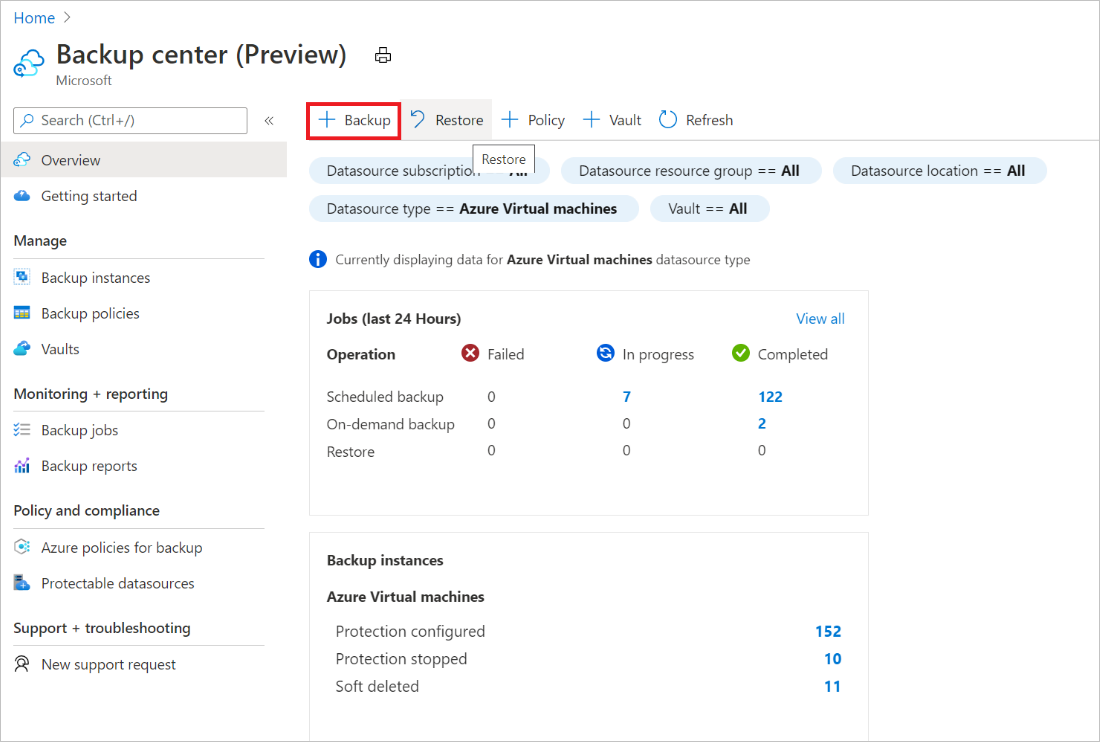 Home
Backup center (Preview)
Microsoft
Search (Ctrl+/)
«
Overview
Getting started
Manage
Backup instances
Backup policies
Vaults
Monitoring + reporting
Backup jobs
Backup reports
Policy and compliance
Azure policies for backup
Protectable datasources
Support + troubleshooting
New support request
Backup Restore Policy Vault Refresh
Restore
Datasource subscription All Datasource resource group == All Datasource location == All
Datasource type == Azure Virtual machines Vault == All
Currently displaying data for Azure Virtual machines datasource type
Jobs (last 24 Hours) View all
Operation Failed In progress Completed
Scheduled backup 0 7 122
On-demand backup 0 0 2
Restore 0 0 0
Backup instances
Azure Virtual machines
Protection configured 152
Protection stopped 10
Soft deleted 11